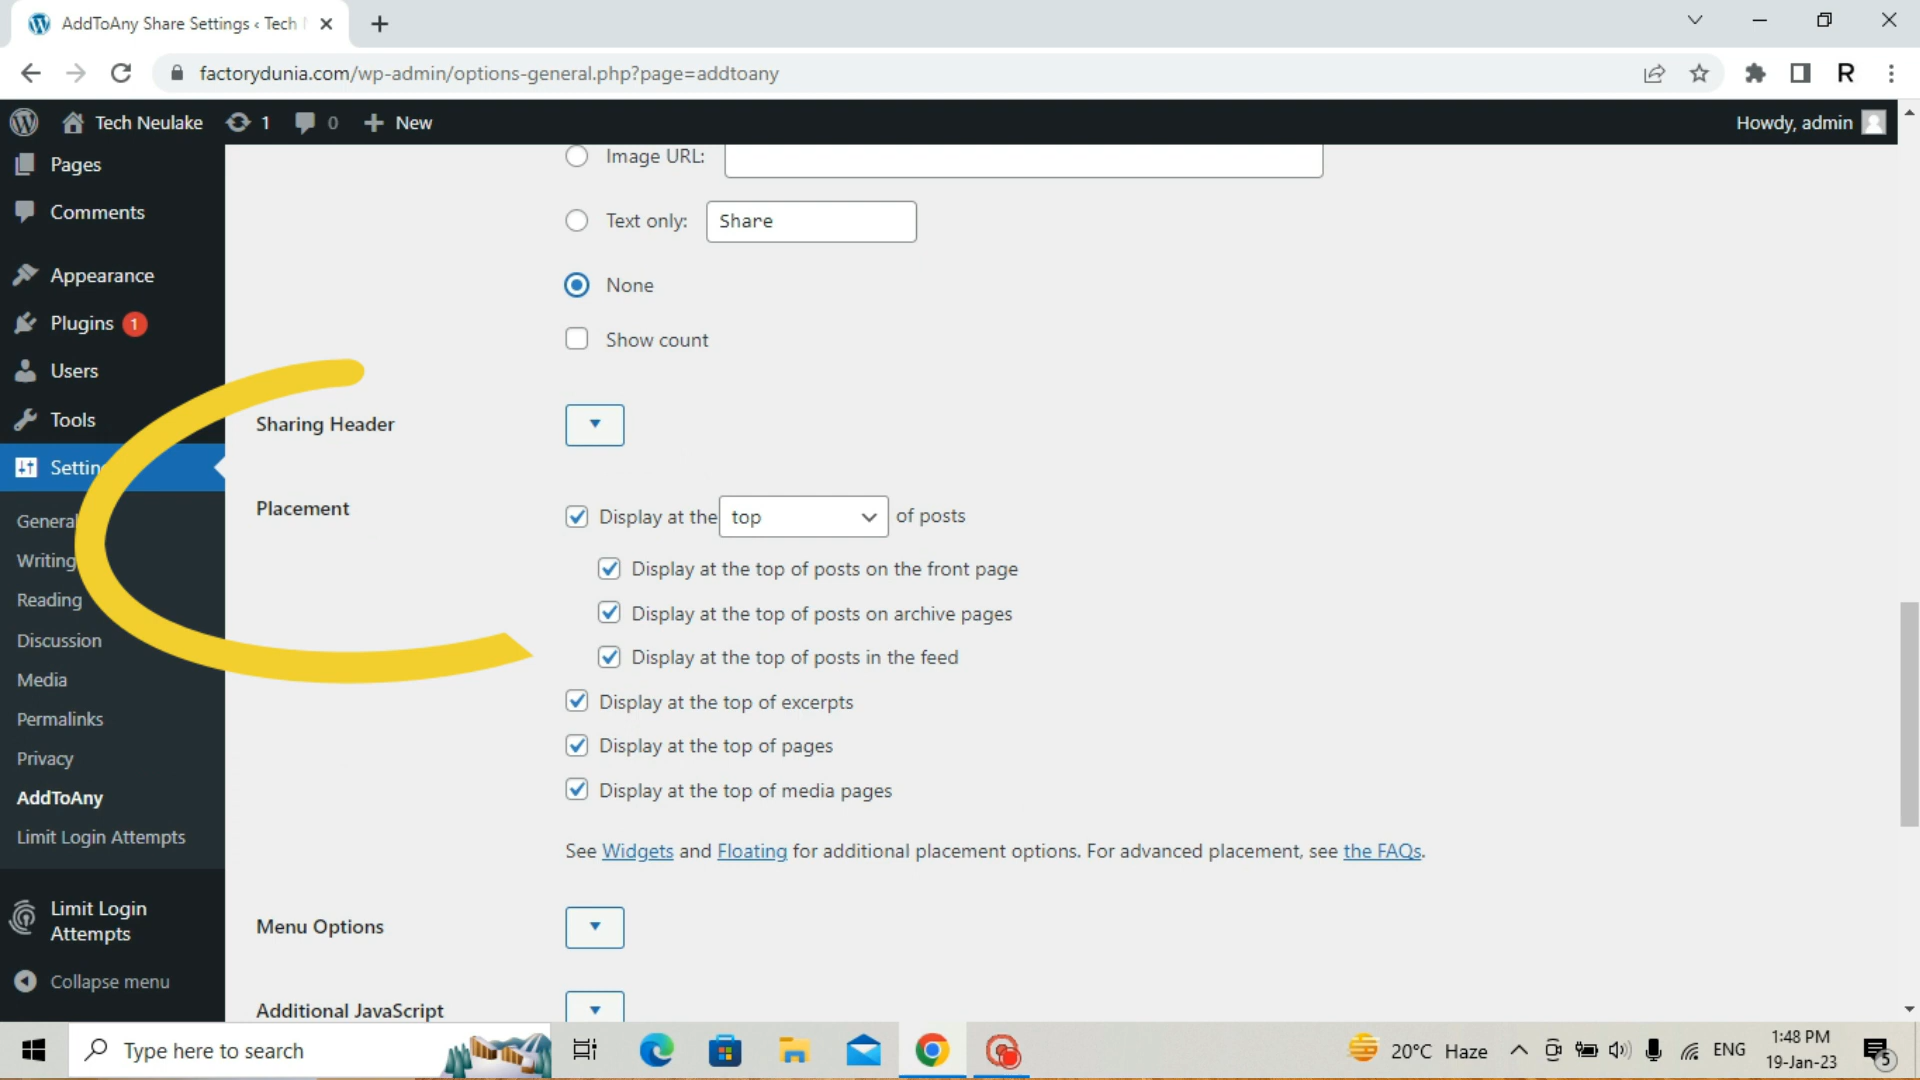 AddToAny Share Settings ‹ Tech
factorydunia.com/wp-admin/options-general.php?page=addtoany
R
Tech Neulake
1
0
New
Howdy, admin
Pages
Comments
Appearance
Plugins 1
Users
Tools
Settin
General
Writing
Reading
Discussion
Media
Permalinks
Privacy
AddToAny
Limit Login Attempts
Limit Login
Attempts
Collapse menu
Image URL:
Text only: Share
None
Show count
Sharing Header
Placement
Display at the top of posts
Display at the top of posts on the front page
Display at the top of posts on archive pages
Display at the top of posts in the feed
Display at the top of excerpts
Display at the top of pages
Display at the top of media pages
See Widgets and Floating for additional placement options. For advanced placement, see the FAQs.
Menu Options
Additional JavaScript
Type here to search
20°C Haze
ENG
1:48 PM
19-Jan-23
5